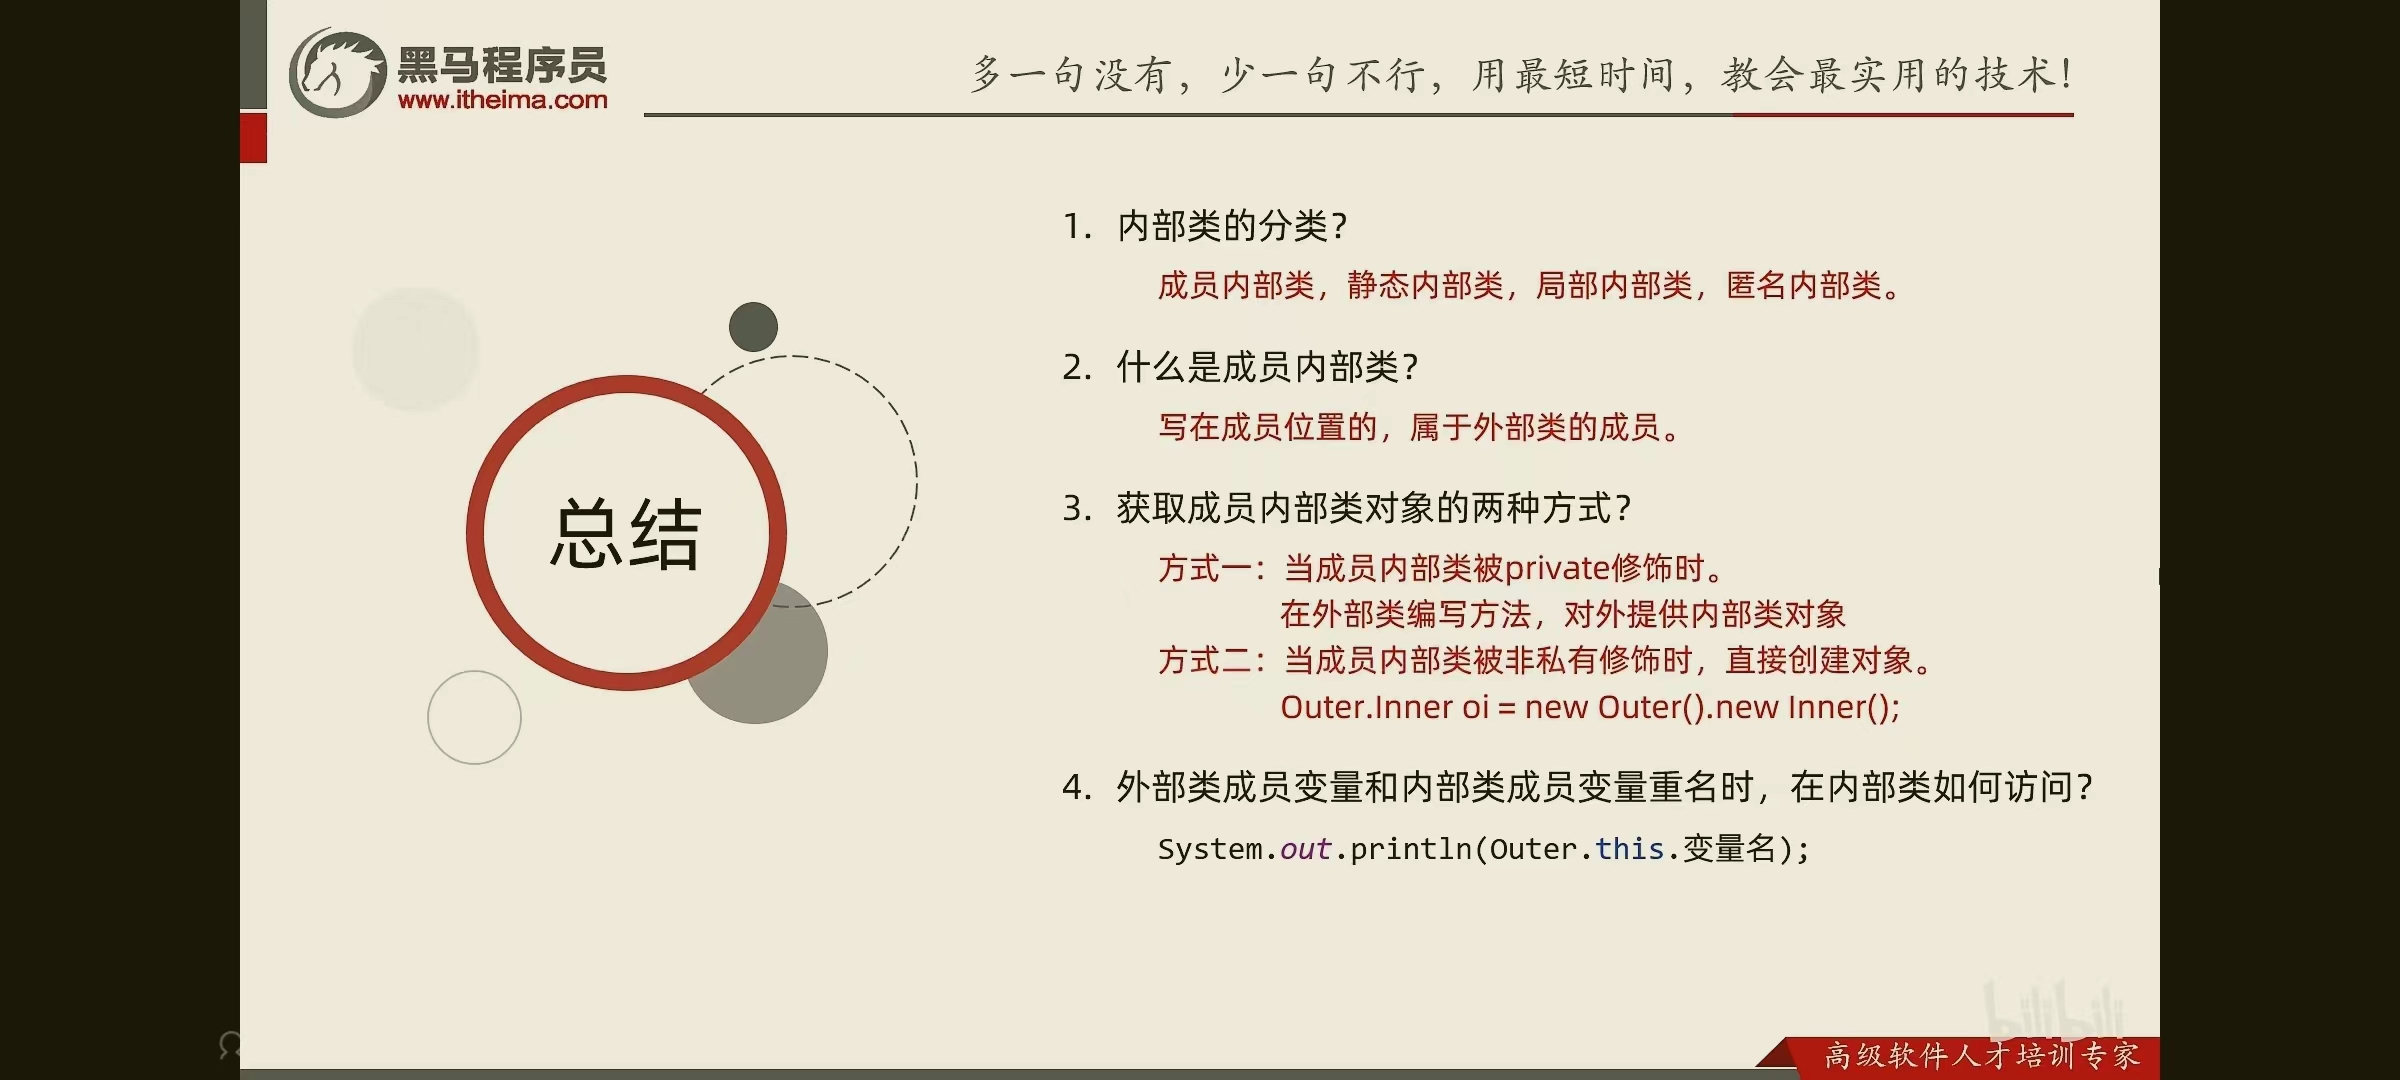 黑马程序员
www.itheima.com
多一句没有，少一句不行，用最短时间，教会最实用的技术！
总结
1. 内部类的分类？
成员内部类，静态内部类，局部内部类，匿名内部类。
2. 什么是成员内部类？
写在成员位置的，属于外部类的成员。
3. 获取成员内部类对象的两种方式？
方式一：当成员内部类被private修饰时。
在外部类编写方法，对外提供内部类对象
方式二：当成员内部类被非私有修饰时，直接创建对象。
Outer.Inner oi = new Outer().new Inner();
4. 外部类成员变量和内部类成员变量重名时，在内部类如何访问？
System.out.println(Outer.this.变量名);
bilibili
高级软件人才培训专家